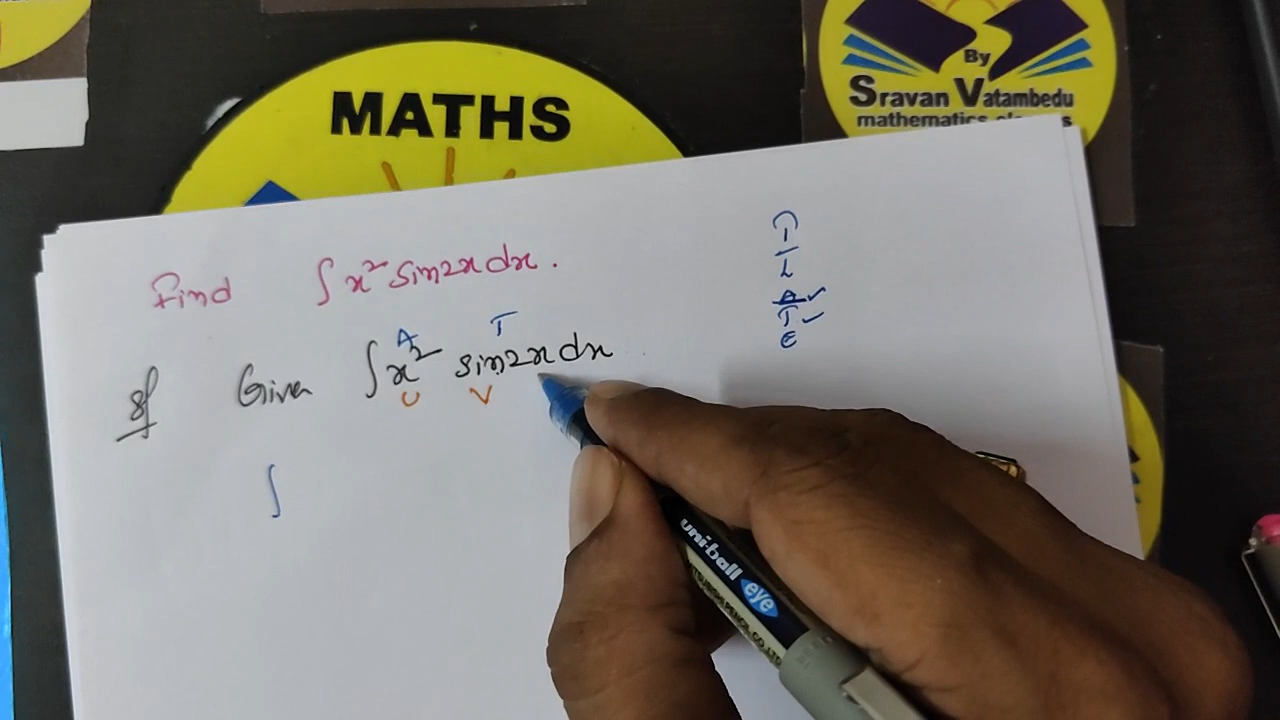 MATHS
By
Sravan Vatambedu
Find ∫ x² sin2x dx.
I
L
A ✓
T ✓
E
A T
Sol Given ∫ x² sin2x dx
U V
∫
uni-ball eye